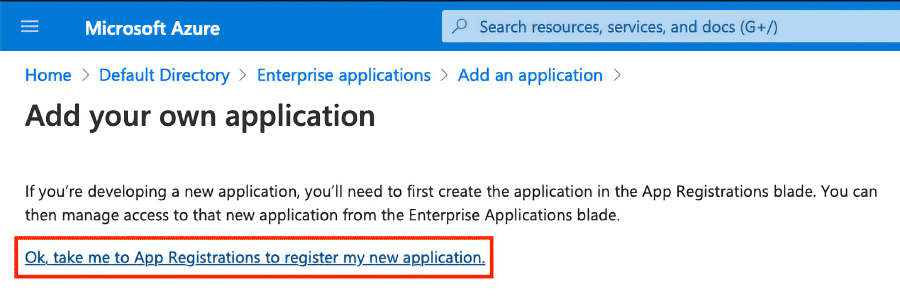 Microsoft Azure
Search resources, services, and docs (G+/)
Home > Default Directory > Enterprise applications > Add an application >
Add your own application
If you're developing a new application, you'll need to first create the application in the App Registrations blade. You can
then manage access to that new application from the Enterprise Applications blade.
Ok, take me to App Registrations to register my new application.